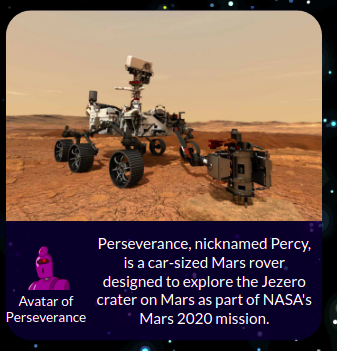 Perseverance, nicknamed Percy,
is a car-sized Mars rover
designed to explore the Jezero
crater on Mars as part of NASA's
Mars 2020 mission.
Avatar of
Perseverance